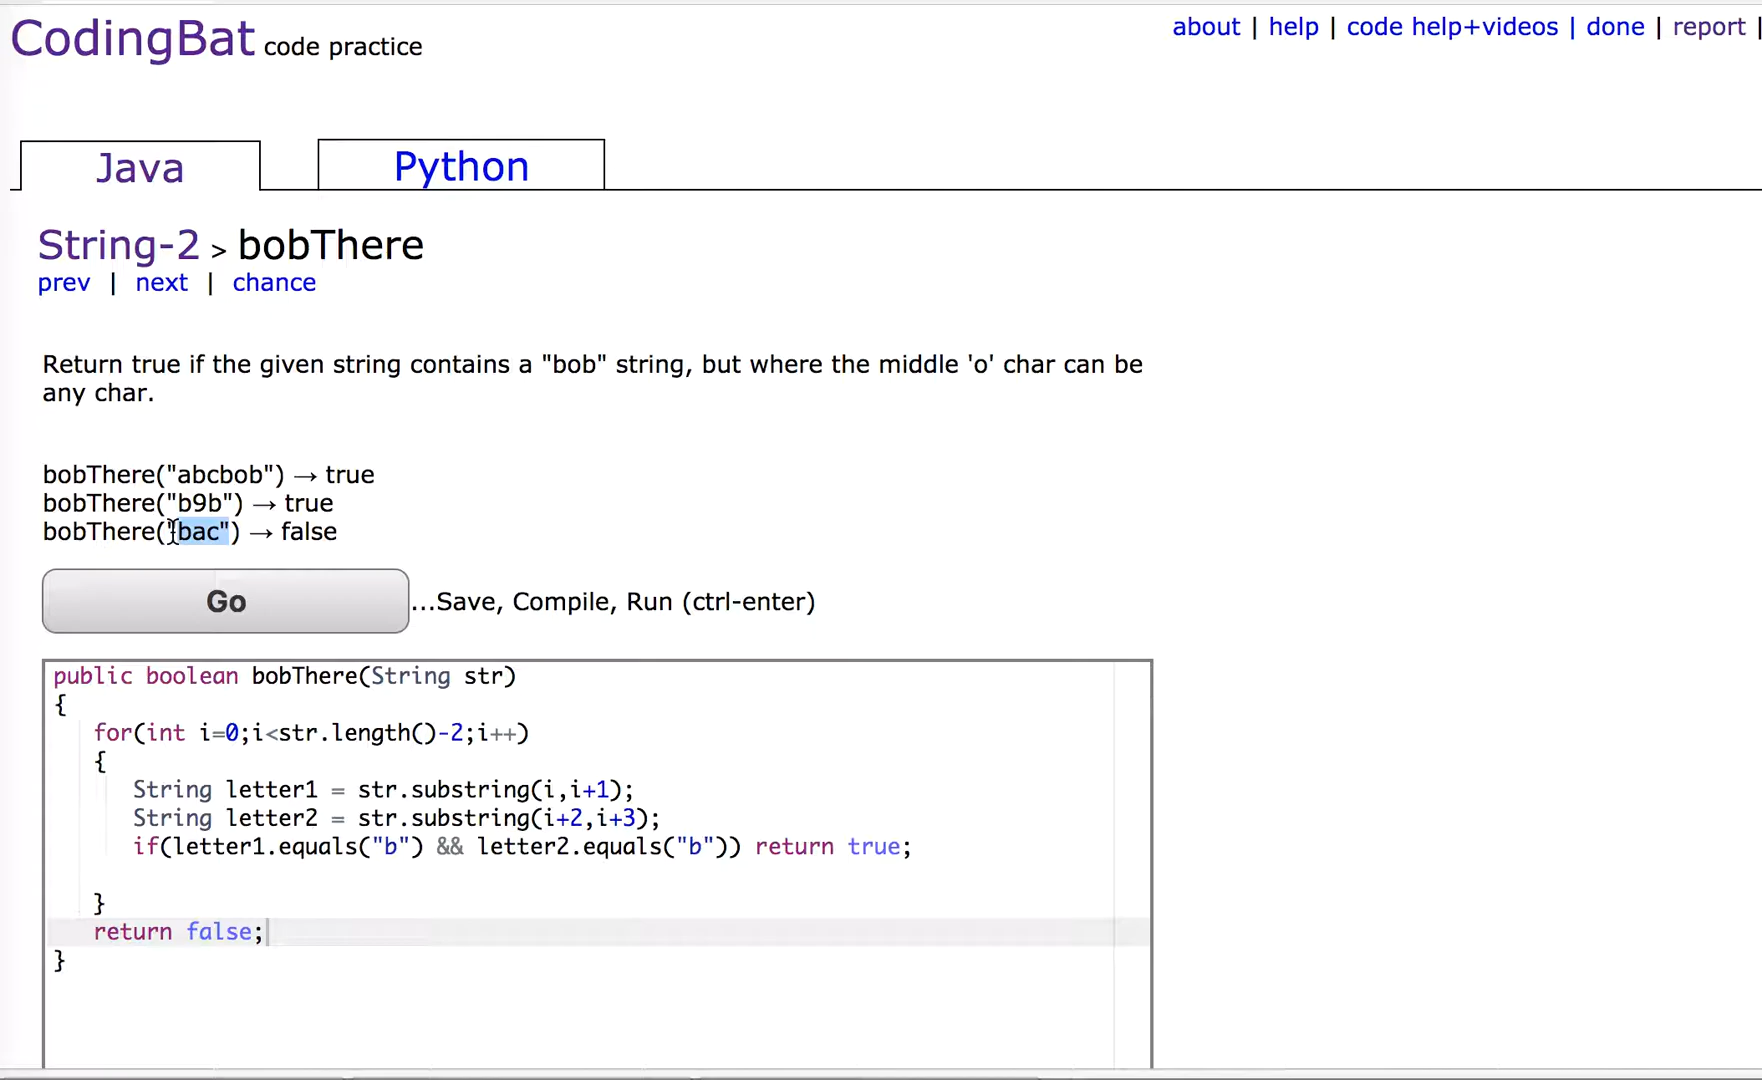 CodingBat code practice
about | help | code help+videos | done | report |
Java
Python
String-2 > bobThere
prev | next | chance
Return true if the given string contains a "bob" string, but where the middle 'o' char can be
any char.
bobThere("abcbob") → true
bobThere("b9b") → true
bobThere("bac") → false
Go ...Save, Compile, Run (ctrl-enter)
public boolean bobThere(String str)
{
for(int i=0;i<str.length()-2;i++)
{
String letter1 = str.substring(i,i+1);
String letter2 = str.substring(i+2,i+3);
if(letter1.equals("b") && letter2.equals("b")) return true;
}
return false;
}